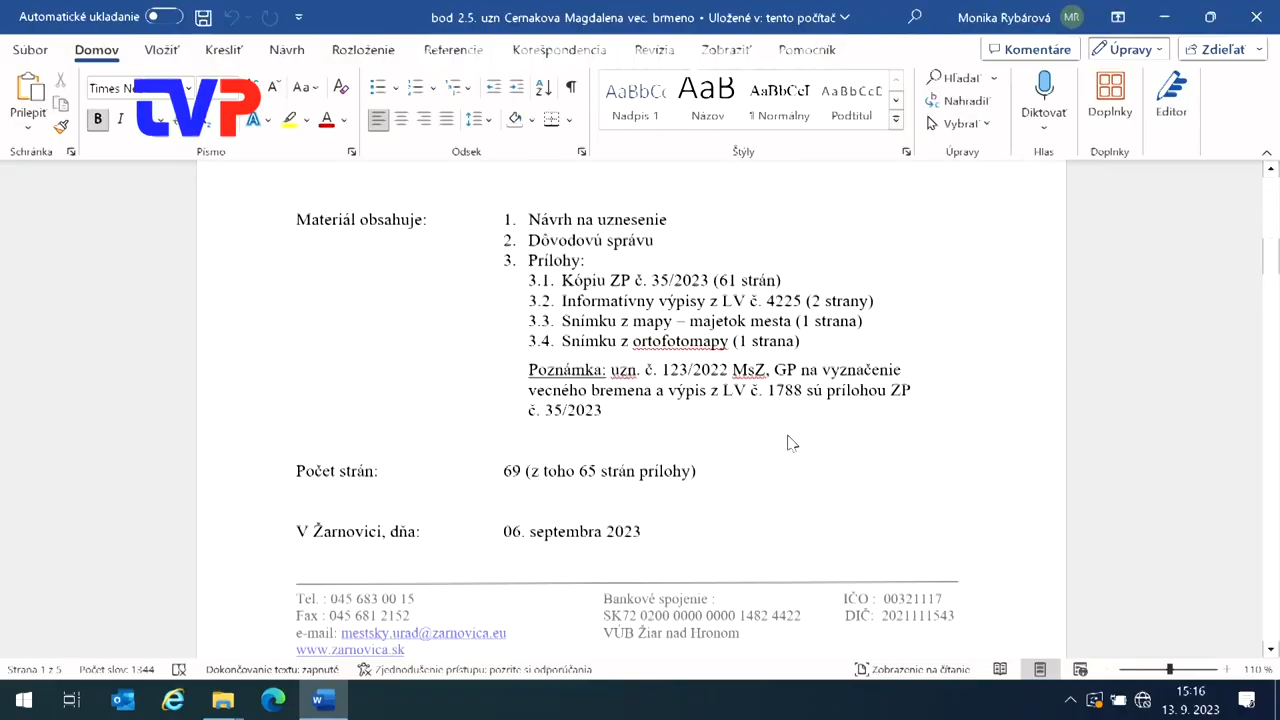 Automatické ukladanie
bod 2.5. uzn Cernakova Magdalena vec. brmeno • Uložené v: tento počítač
Monika Rybárová
MR
Súbor Domov Vložiť Kresliť Návrh Rozloženie Referencie Korešpondencia Revízia Zobraziť Pomocník
Komentáre Úpravy Zdieľať
Prilepiť
Times
TVP
B I
Aa
A
AaBbCc AaB AaBbCcI AaBbCcD
Nadpis 1 Názov ¶ Normálny Podtitul
Hľadať
Nahradiť
Vybrať
Diktovať
Doplnky
Editor
Schránka Písmo Odsek Štýly Úpravy Hlas Doplnky
Materiál obsahuje:
1. Návrh na uznesenie
2. Dôvodovú správu
3. Prílohy:
3.1. Kópiu ZP č. 35/2023 (61 strán)
3.2. Informatívny výpisy z LV č. 4225 (2 strany)
3.3. Snímku z mapy – majetok mesta (1 strana)
3.4. Snímku z ortofotomapy (1 strana)
Poznámka: uzn. č. 123/2022 MsZ, GP na vyznačenie
vecného bremena a výpis z LV č. 1788 sú prílohou ZP
č. 35/2023
Počet strán: 69 (z toho 65 strán prílohy)
V Žarnovici, dňa: 06. septembra 2023
Tel. : 045 683 00 15 Bankové spojenie : IČO : 00321117
Fax : 045 681 2152 SK72 0200 0000 0000 1482 4422 DIČ: 2021111543
e-mail: mestsky.urad@zarnovica.eu VÚB Žiar nad Hronom
www.zarnovica.sk
Strana 1 z 5 Počet slov: 1344 Dokončovanie textu: zapnuté Zjednodušenie prístupu: pozrite si odporúčania Zobrazenie na čítanie 110 %
15:16
13. 9. 2023